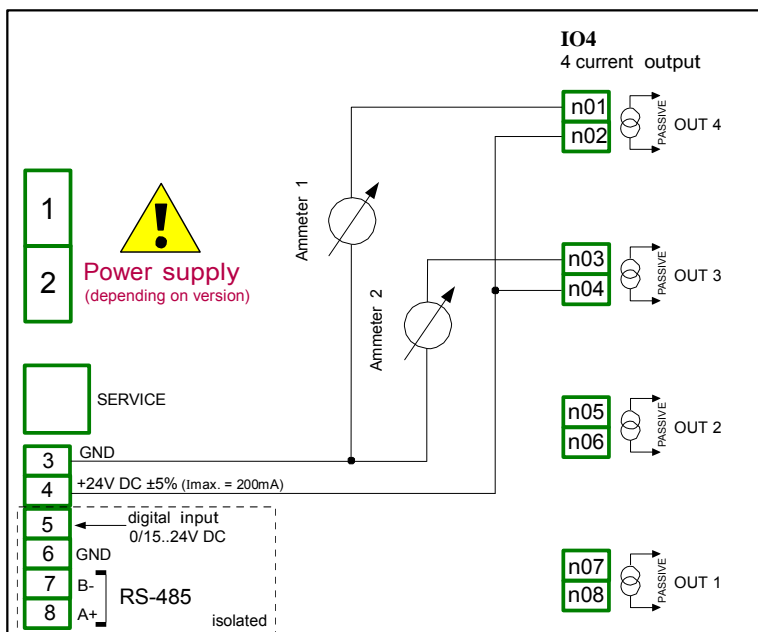 IO4
4 current output
n01
n02
PASSIVE
OUT 4
1
2
!
Power supply
(depending on version)
Ammeter 1
n03
n04
PASSIVE
OUT 3
Ammeter 2
SERVICE
n05
n06
PASSIVE
OUT 2
3
GND
4
+24V DC ±5% (Imax. = 200mA)
5
digital input
0/15..24V DC
6
GND
7
B-
RS-485
8
A+
isolated
n07
n08
PASSIVE
OUT 1